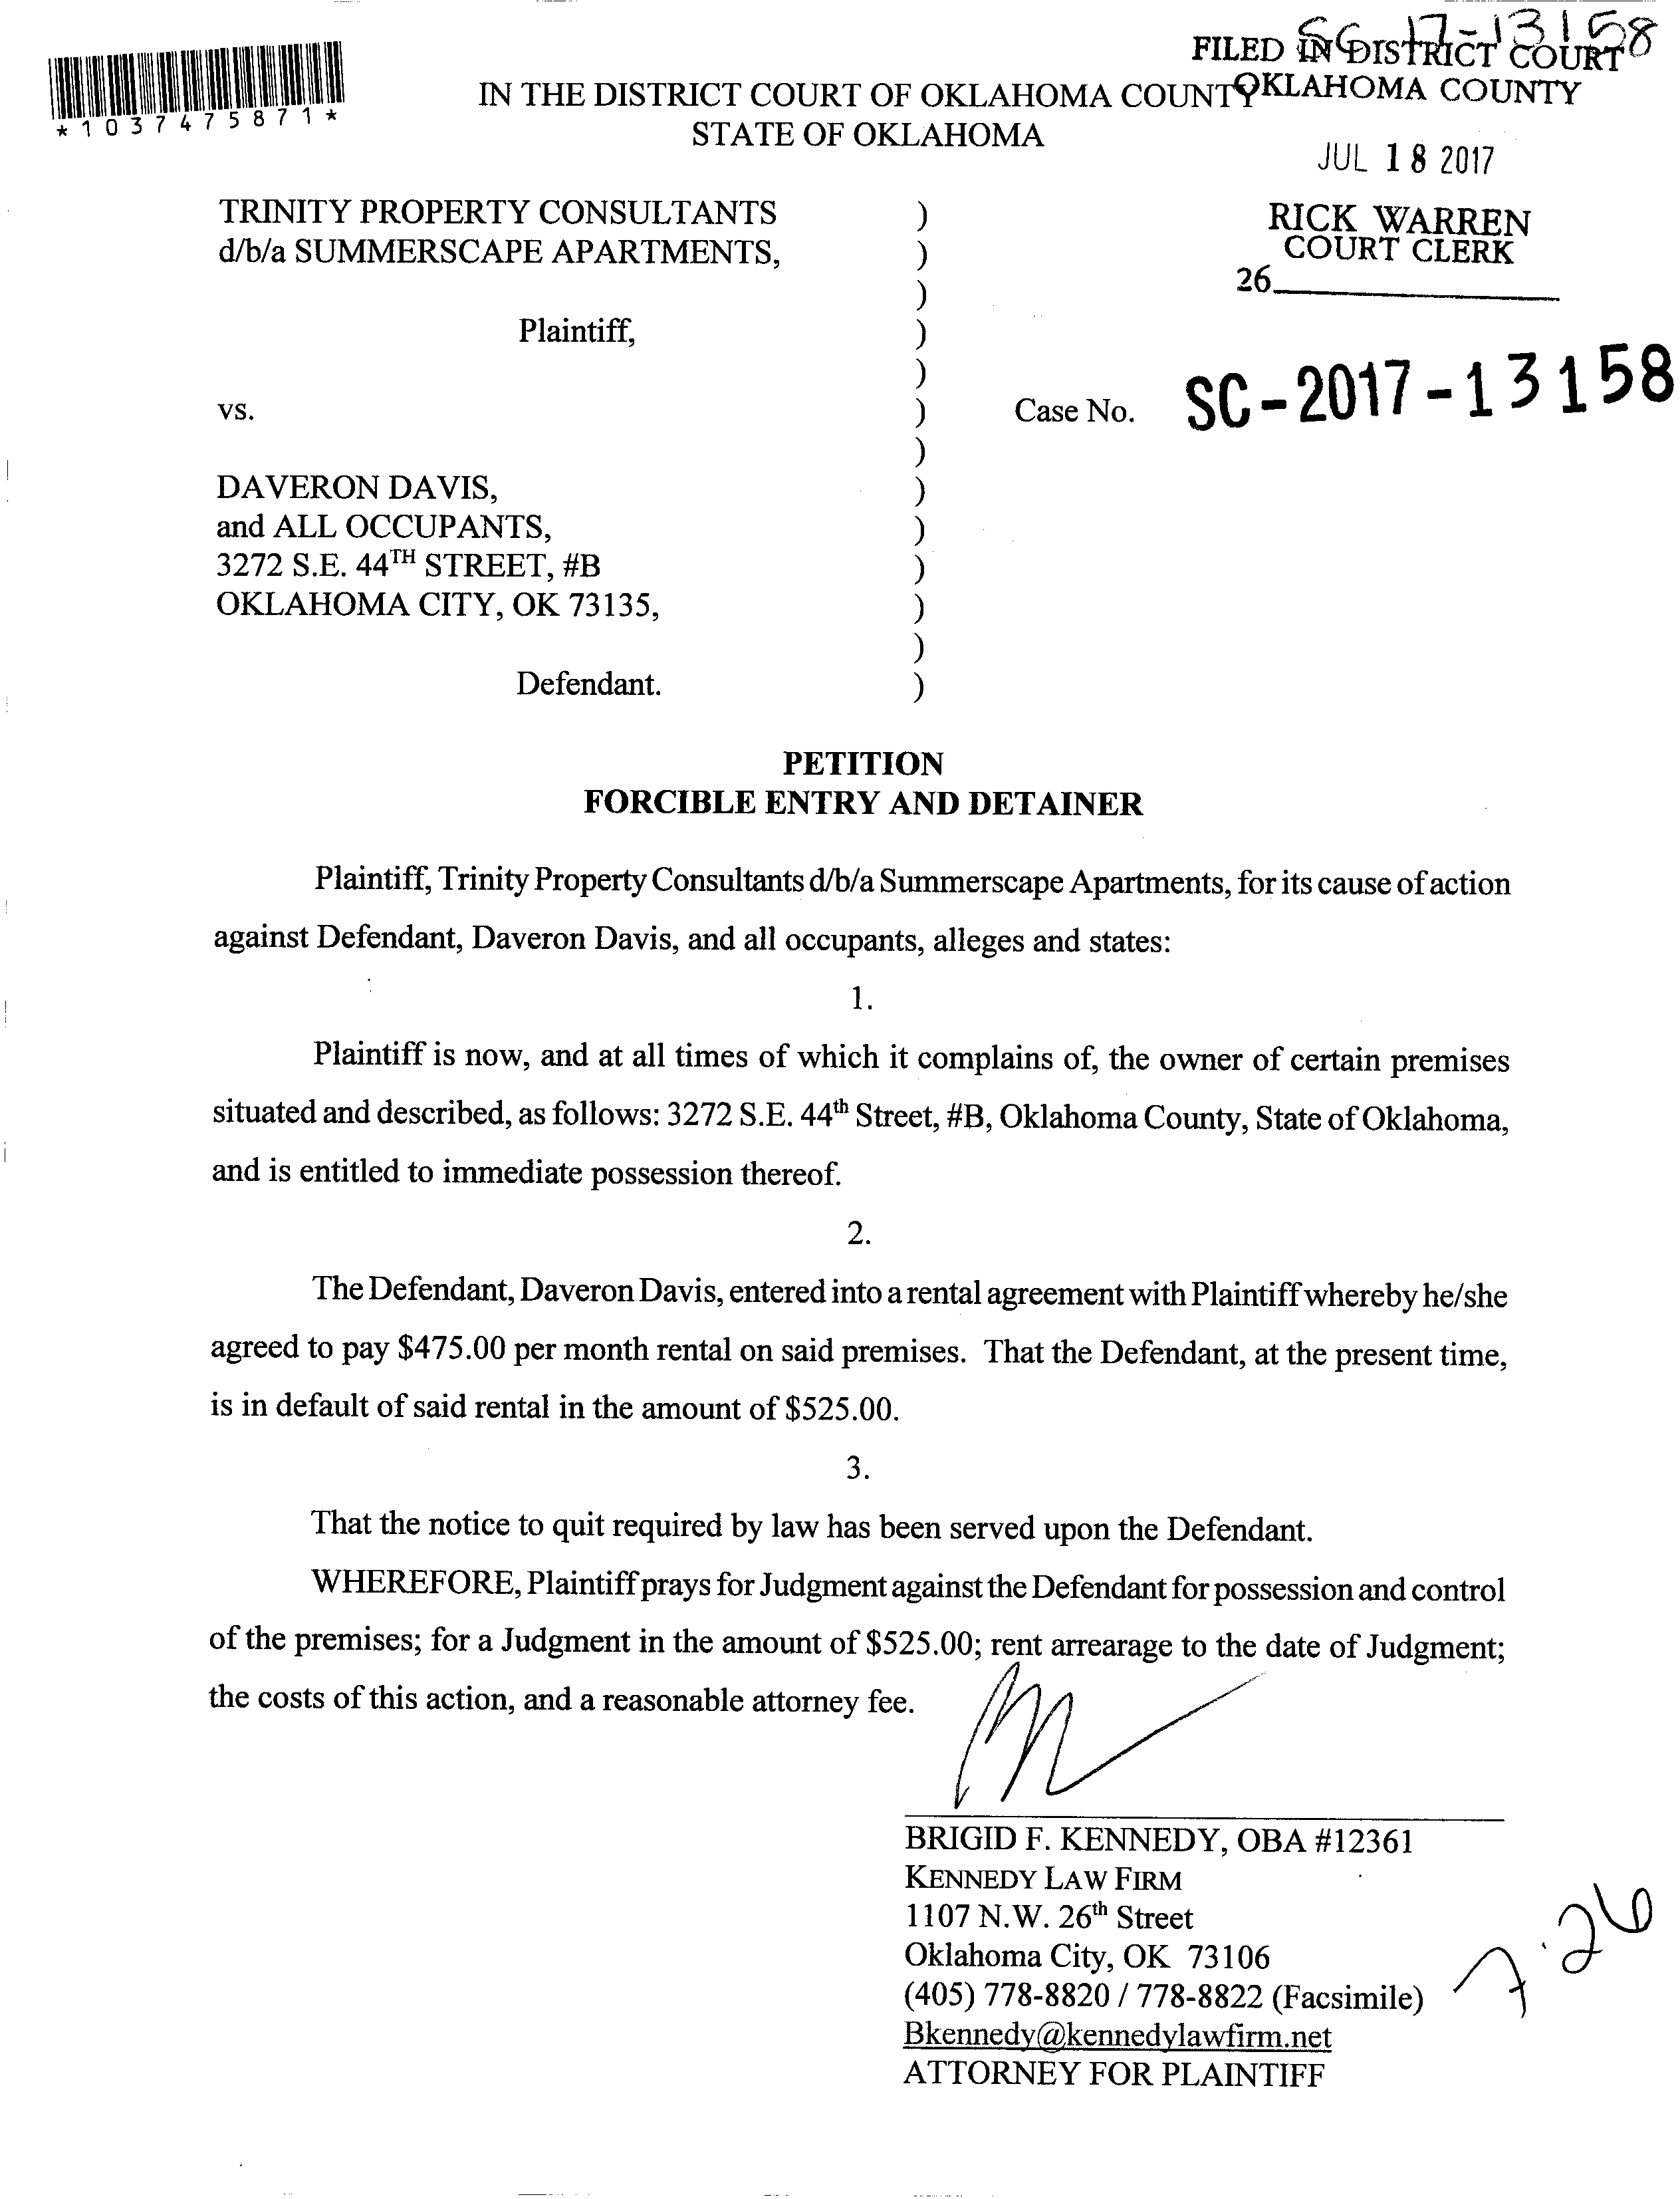 SC-17-13158
FILED IN DISTRICT COURT
OKLAHOMA COUNTY
*1037475871*
IN THE DISTRICT COURT OF OKLAHOMA COUNTY
STATE OF OKLAHOMA
JUL 18 2017
RICK WARREN
COURT CLERK
26
TRINITY PROPERTY CONSULTANTS )
d/b/a SUMMERSCAPE APARTMENTS, )
)
Plaintiff, )
)
vs. ) Case No. SC-2017-13158
)
DAVERON DAVIS, )
and ALL OCCUPANTS, )
3272 S.E. 44TH STREET, #B )
OKLAHOMA CITY, OK 73135, )
)
Defendant. )
PETITION
FORCIBLE ENTRY AND DETAINER
Plaintiff, Trinity Property Consultants d/b/a Summerscape Apartments, for its cause of action
against Defendant, Daveron Davis, and all occupants, alleges and states:
1.
Plaintiff is now, and at all times of which it complains of, the owner of certain premises
situated and described, as follows: 3272 S.E. 44th Street, #B, Oklahoma County, State of Oklahoma,
and is entitled to immediate possession thereof.
2.
The Defendant, Daveron Davis, entered into a rental agreement with Plaintiff whereby he/she
agreed to pay $475.00 per month rental on said premises. That the Defendant, at the present time,
is in default of said rental in the amount of $525.00.
3.
That the notice to quit required by law has been served upon the Defendant.
WHEREFORE, Plaintiff prays for Judgment against the Defendant for possession and control
of the premises; for a Judgment in the amount of $525.00; rent arrearage to the date of Judgment;
the costs of this action, and a reasonable attorney fee.
BRIGID F. KENNEDY, OBA #12361
KENNEDY LAW FIRM
1107 N.W. 26th Street
Oklahoma City, OK 73106
(405) 778-8820 / 778-8822 (Facsimile)
Bkennedy@kennedylawfirm.net
ATTORNEY FOR PLAINTIFF
7.26